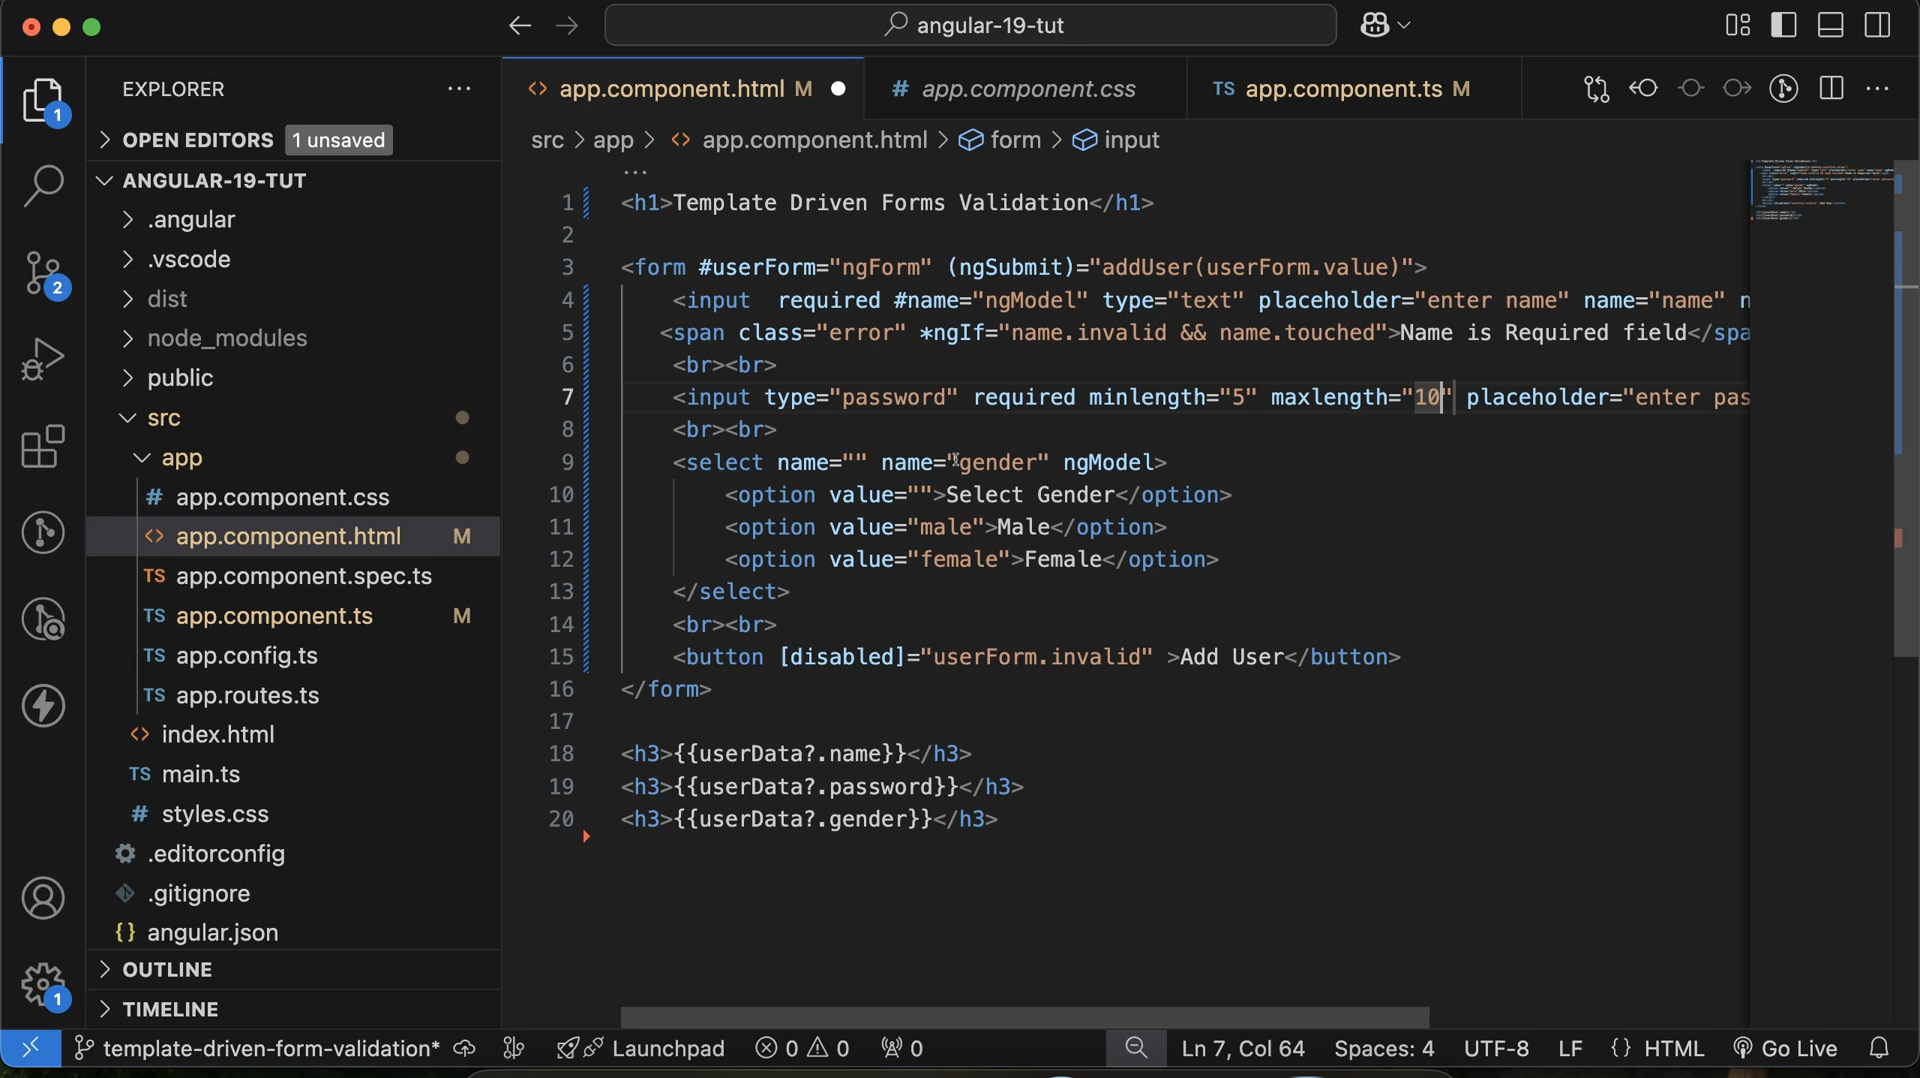 angular-19-tut
EXPLORER
OPEN EDITORS 1 unsaved
ANGULAR-19-TUT
.angular
.vscode
dist
node_modules
public
src
app
# app.component.css
<> app.component.html M
TS app.component.spec.ts
TS app.component.ts M
TS app.config.ts
TS app.routes.ts
<> index.html
TS main.ts
# styles.css
.editorconfig
.gitignore
{} angular.json
OUTLINE
TIMELINE
1
2
1
<> app.component.html M
# app.component.css
TS app.component.ts M
src > app > <> app.component.html > form > input
1 <h1>Template Driven Forms Validation</h1>
2
3 <form #userForm="ngForm" (ngSubmit)="addUser(userForm.value)">
4 <input  required #name="ngModel" type="text" placeholder="enter name" name="name" n
5 <span class="error" *ngIf="name.invalid && name.touched">Name is Required field</spa
6 <br><br>
7 <input type="password" required minlength="5" maxlength="10" placeholder="enter pas
8 <br><br>
9 <select name="" name="gender" ngModel>
10 <option value="">Select Gender</option>
11 <option value="male">Male</option>
12 <option value="female">Female</option>
13 </select>
14 <br><br>
15 <button [disabled]="userForm.invalid" >Add User</button>
16 </form>
17
18 <h3>{{userData?.name}}</h3>
19 <h3>{{userData?.password}}</h3>
20 <h3>{{userData?.gender}}</h3>
template-driven-form-validation* Launchpad 0 0 0 Ln 7, Col 64 Spaces: 4 UTF-8 LF {} HTML Go Live